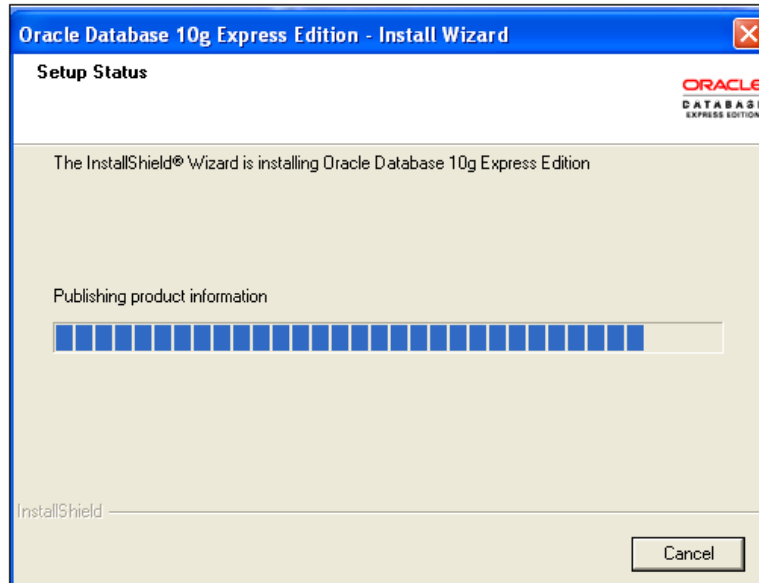 Oracle Database 10g Express Edition - Install Wizard
Setup Status
ORACLE
DATABASE
EXPRESS EDITION
The InstallShield® Wizard is installing Oracle Database 10g Express Edition
Publishing product information
InstallShield
Cancel